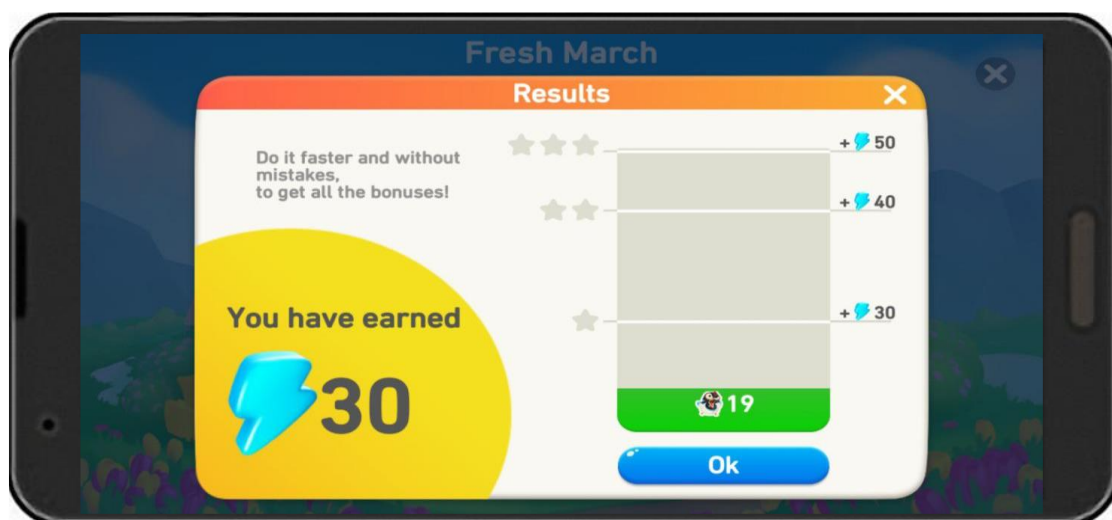 Fresh March
Results
Do it faster and without
mistakes,
to get all the bonuses!
+ 50
+ 40
You have earned
+ 30
30
19
Ok